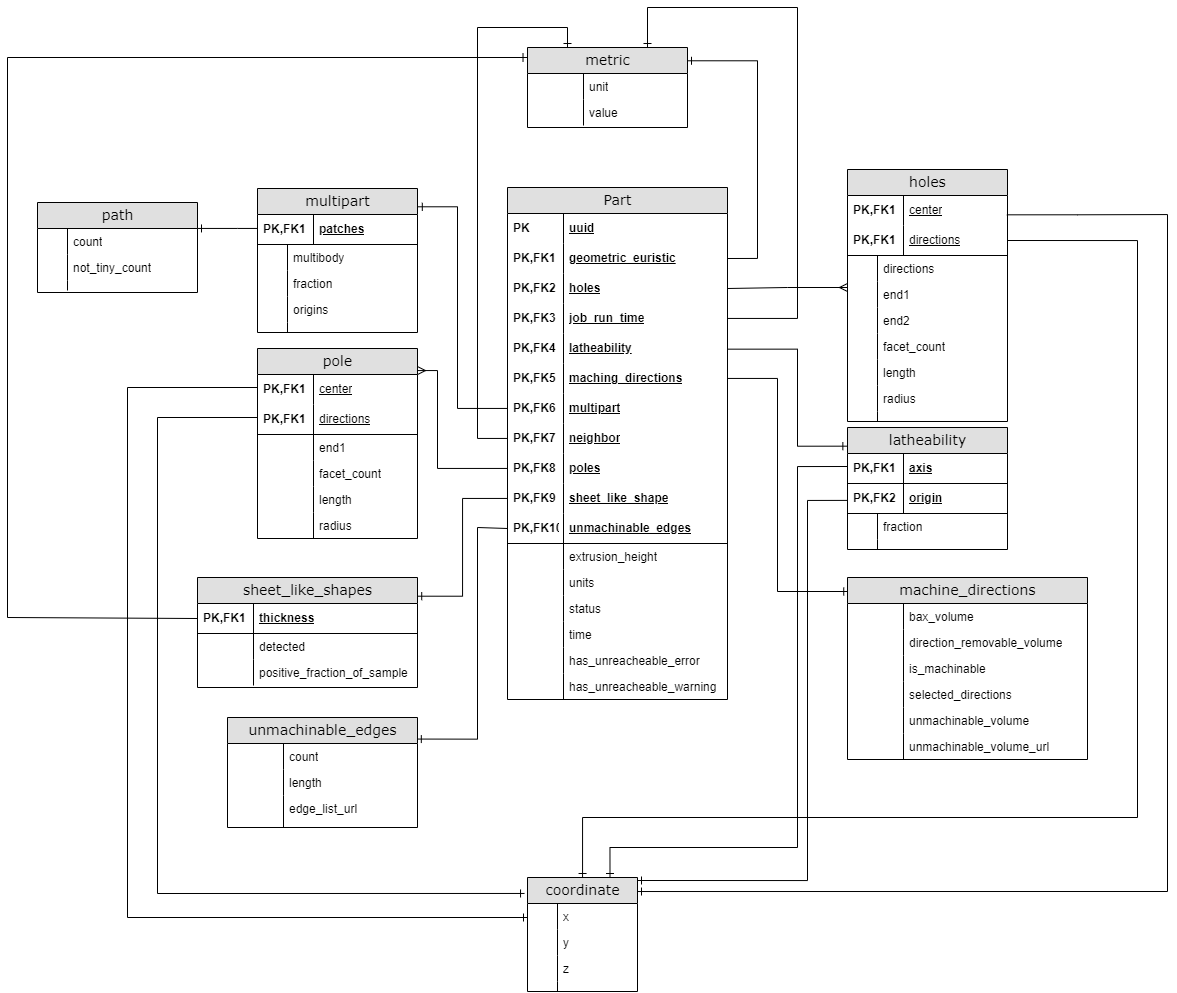 metric
unit
value
path
count
not_tiny_count
multipart
PK,FK1 patches
multibody
fraction
origins
Part
PK uuid
PK,FK1 geometric_euristic
PK,FK2 holes
PK,FK3 job_run_time
PK,FK4 latheability
PK,FK5 maching_directions
PK,FK6 multipart
PK,FK7 neighbor
PK,FK8 poles
PK,FK9 sheet_like_shape
PK,FK10 unmachinable_edges
extrusion_height
units
status
time
has_unreacheable_error
has_unreacheable_warning
holes
PK,FK1 center
PK,FK1 directions
directions
end1
end2
facet_count
length
radius
pole
PK,FK1 center
PK,FK1 directions
end1
facet_count
length
radius
latheability
PK,FK1 axis
PK,FK2 origin
fraction
sheet_like_shapes
PK,FK1 thickness
detected
positive_fraction_of_sample
machine_directions
bax_volume
direction_removable_volume
is_machinable
selected_directions
unmachinable_volume
unmachinable_volume_url
unmachinable_edges
count
length
edge_list_url
coordinate
x
y
z